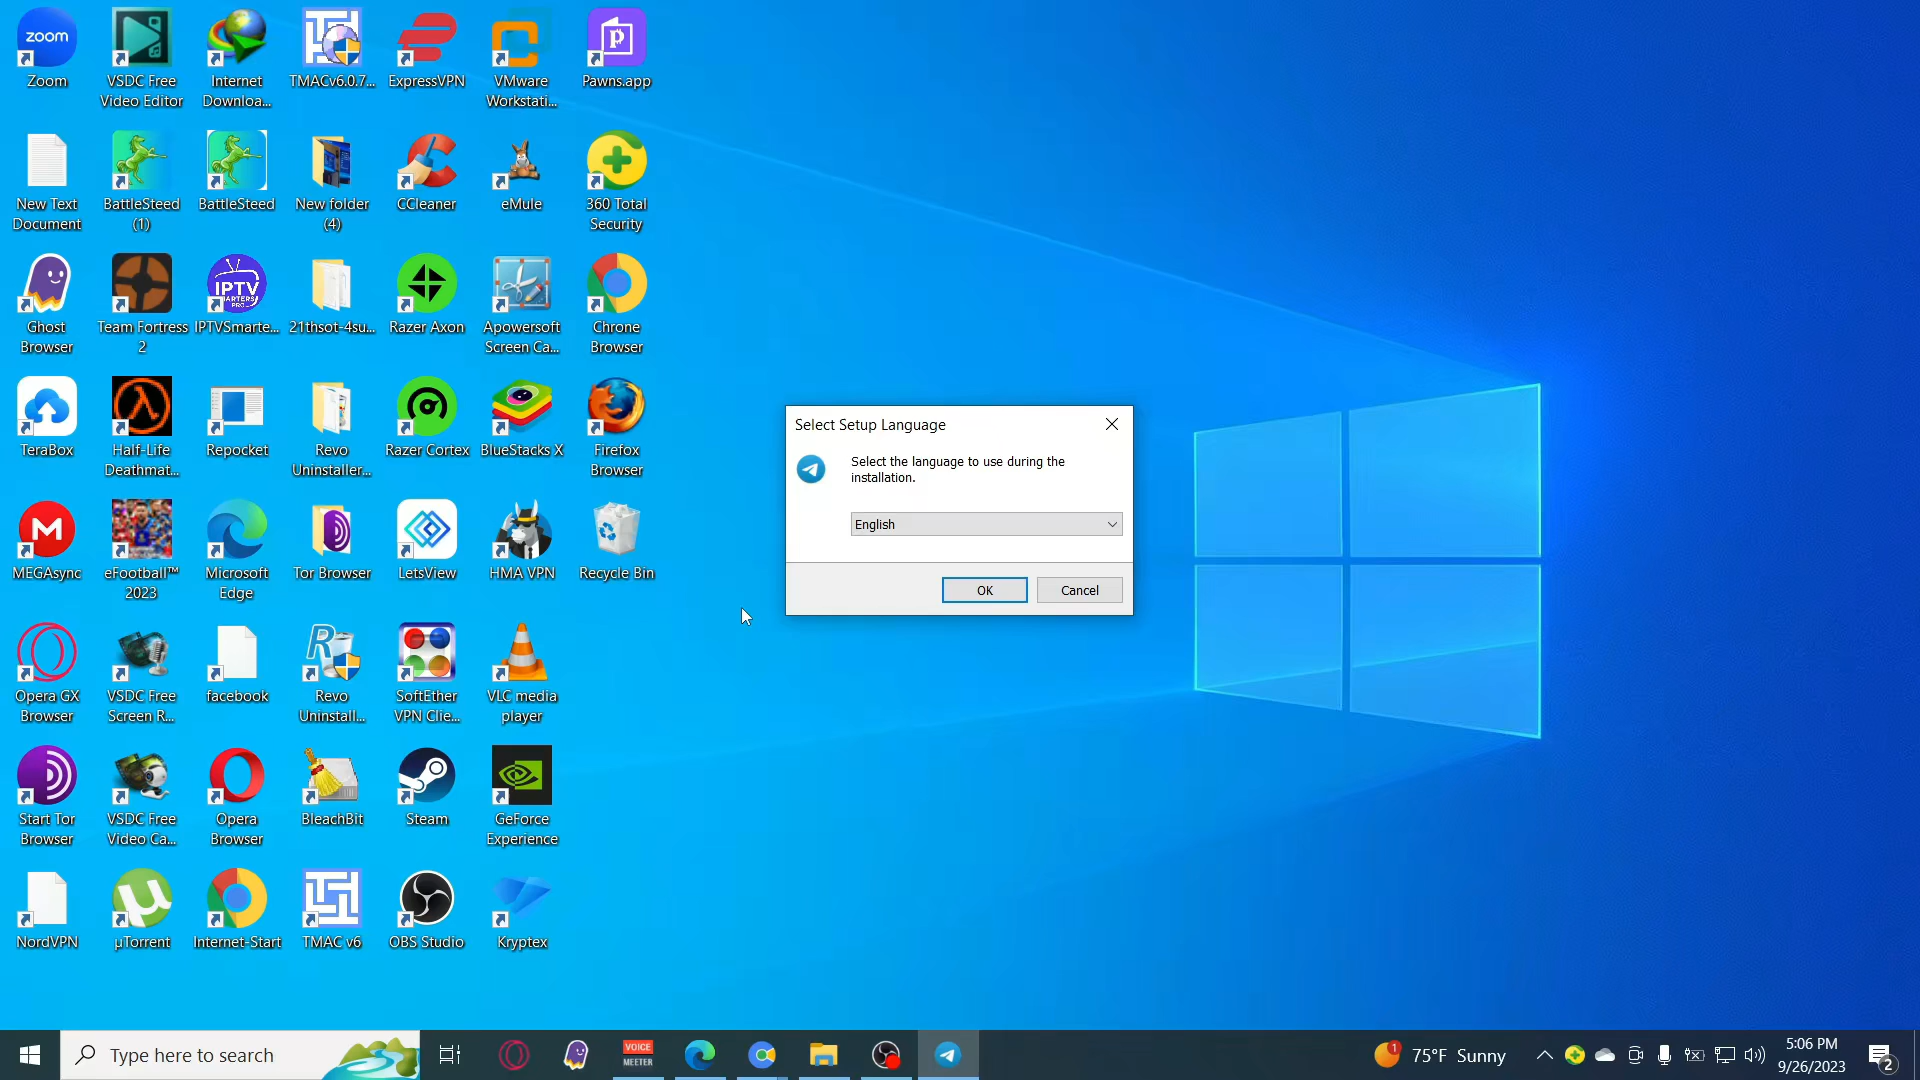 zoom
Zoom
VSDC Free
Video Editor
Internet
Downloa...
TMACv6.0.7...
ExpressVPN
VMware
Workstati...
Pawns.app
New Text
Document
BattleSteed
(1)
BattleSteed
New folder
(4)
CCleaner
eMule
360 Total
Security
Ghost
Browser
Team Fortress
2
IPTV
IPTVSmarte...
21thsot-4su...
Razer Axon
Apowersoft
Screen Ca...
Chrone
Browser
TeraBox
Half-Life
Deathmat...
Repocket
Revo
Uninstaller...
Razer Cortex
BlueStacks X
Firefox
Browser
MEGAsync
eFootball™
2023
Microsoft
Edge
Tor Browser
LetsView
HMA VPN
Recycle Bin
Opera GX
Browser
VSDC Free
Screen R...
facebook
Revo
Uninstall...
SoftEther
VPN Clie...
VLC media
player
Start Tor
Browser
VSDC Free
Video Ca...
Opera
Browser
BleachBit
Steam
GeForce
Experience
NordVPN
µTorrent
Internet-Start
TMAC v6
OBS Studio
Kryptex
Select Setup Language
Select the language to use during the
installation.
English
OK
Cancel
Type here to search
VOICE
MEETER
1
75°F Sunny
5:06 PM
9/26/2023
2